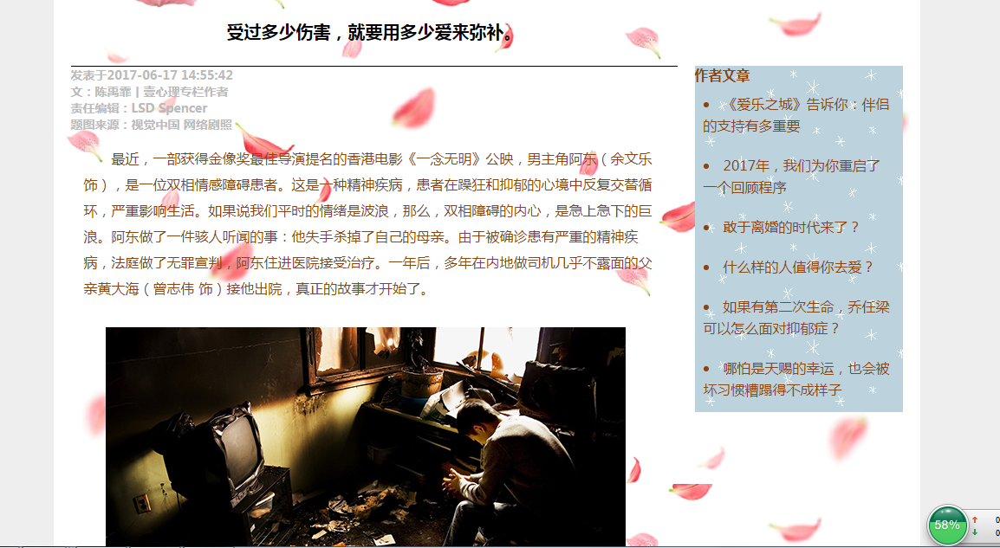 受过多少伤害，就要用多少爱来弥补。
发表于2017-06-17 14:55:42
文：陈禹霏 | 壹心理专栏作者
责任编辑：LSD Spencer
题图来源：视觉中国 网络剧照
最近，一部获得金像奖最佳导演提名的香港电影《一念无明》公映，男主角阿东（余文乐
饰），是一位双相情感障碍患者。这是一种精神疾病，患者在躁狂和抑郁的心境中反复交替循
环，严重影响生活。如果说我们平时的情绪是波浪，那么，双相障碍的内心，是急上急下的巨
浪。阿东做了一件骇人听闻的事：他失手杀掉了自己的母亲。由于被确诊患有严重的精神疾
病，法庭做了无罪宣判，阿东住进医院接受治疗。一年后，多年在内地做司机几乎不露面的父
亲黄大海（曾志伟 饰）接他出院，真正的故事才开始了。
作者文章
• 《爱乐之城》告诉你：伴侣
的支持有多重要
• 2017年，我们为你重启了
一个回顾程序
• 敢于离婚的时代来了？
• 什么样的人值得你去爱？
• 如果有第二次生命，乔任梁
可以怎么面对抑郁症？
• 哪怕是天赐的幸运，也会被
坏习惯糟蹋得不成样子
58%